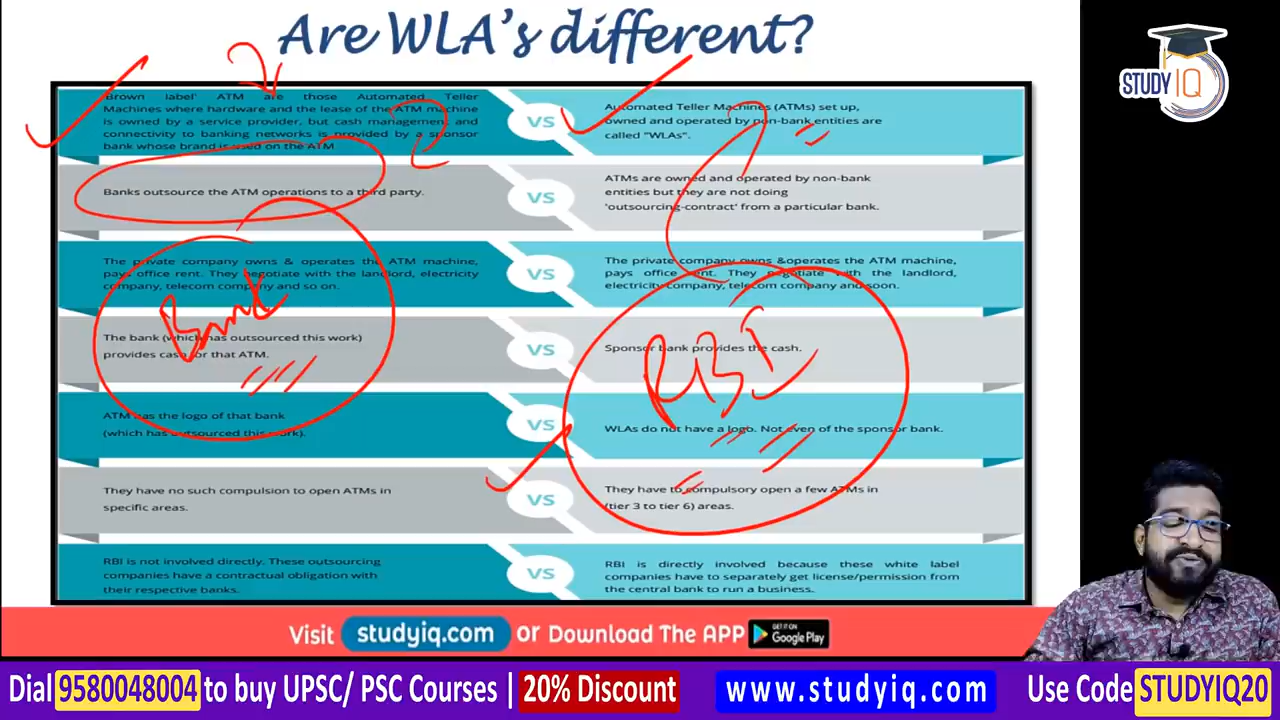 Are WLA's different?
STUDY IQ
'Brown label' ATM are those Automated Teller
Machines where hardware and the lease of the ATM machine
is owned by a service provider, but cash management and
connectivity to banking networks is provided by a sponsor
bank whose brand is used on the ATM
VS
Automated Teller Machines (ATMs) set up,
owned and operated by non-bank entities are
called "WLAs".
Banks outsource the ATM operations to a third party.
VS
ATMs are owned and operated by non-bank
entities but they are not doing
'outsourcing-contract' from a particular bank.
The private company owns & operates the ATM machine,
pays office rent. They negotiate with the landlord, electricity
company, telecom company and so on.
VS
The private company owns &operates the ATM machine,
pays office rent. They negotiate with the landlord,
electricity company, telecom company and soon.
Bank
The bank (which has outsourced this work)
provides cash for that ATM.
VS
Sponsor bank provides the cash.
RBI
ATM has the logo of that bank
(which has outsourced this work).
VS
WLAs do not have a logo. Not even of the sponsor bank.
They have no such compulsion to open ATMs in
specific areas.
VS
They have to compulsory open a few ATMs in
(tier 3 to tier 6) areas.
RBI is not involved directly. These outsourcing
companies have a contractual obligation with
their respective banks.
VS
RBI is directly involved because these white label
companies have to separately get license/permission from
the central bank to run a business.
Visit studyiq.com or Download The APP GET IT ON Google Play
Dial 9580048004 to buy UPSC/ PSC Courses | 20% Discount www.studyiq.com Use Code STUDYIQ20